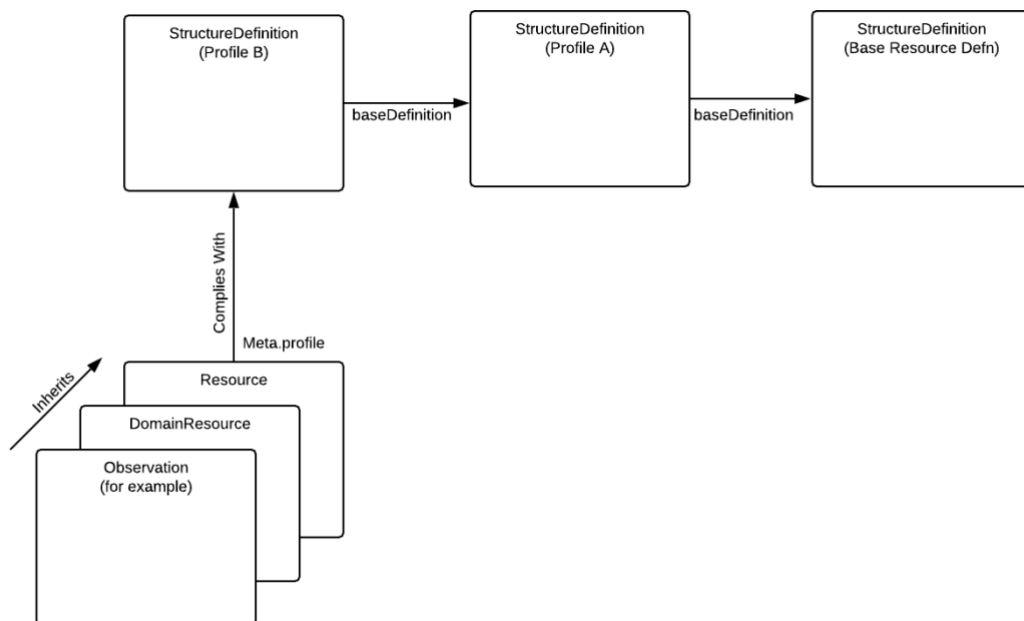 StructureDefinition
(Profile B)
StructureDefinition
(Profile A)
StructureDefinition
(Base Resource Defn)
baseDefinition
baseDefinition
Complies With
Meta.profile
Inherits
Resource
DomainResource
Observation
(for example)